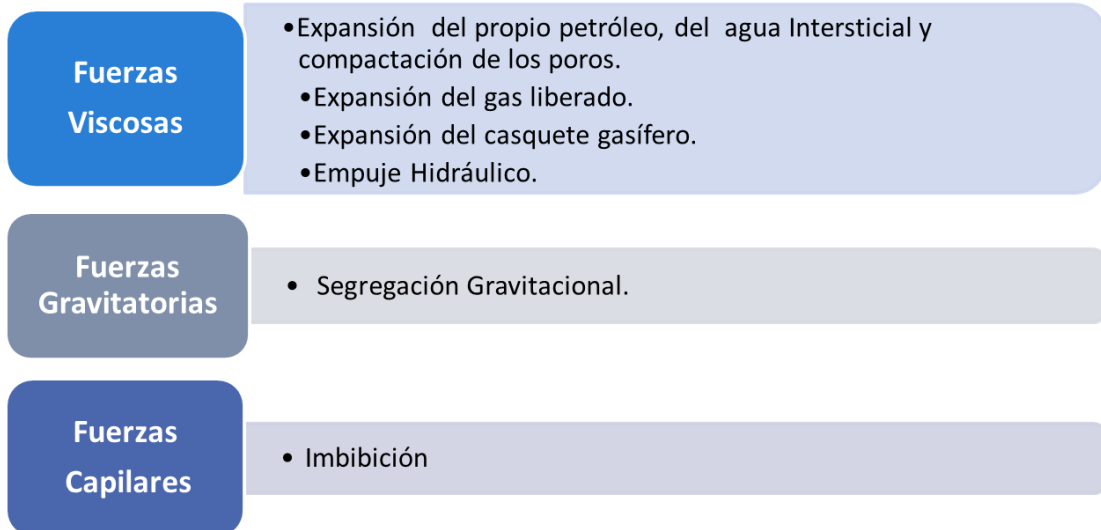 Fuerzas
Viscosas
•Expansión del propio petróleo, del agua Intersticial y
compactación de los poros.
•Expansión del gas liberado.
•Expansión del casquete gasífero.
•Empuje Hidráulico.
Fuerzas
Gravitatorias
• Segregación Gravitacional.
Fuerzas
Capilares
• Imbibición